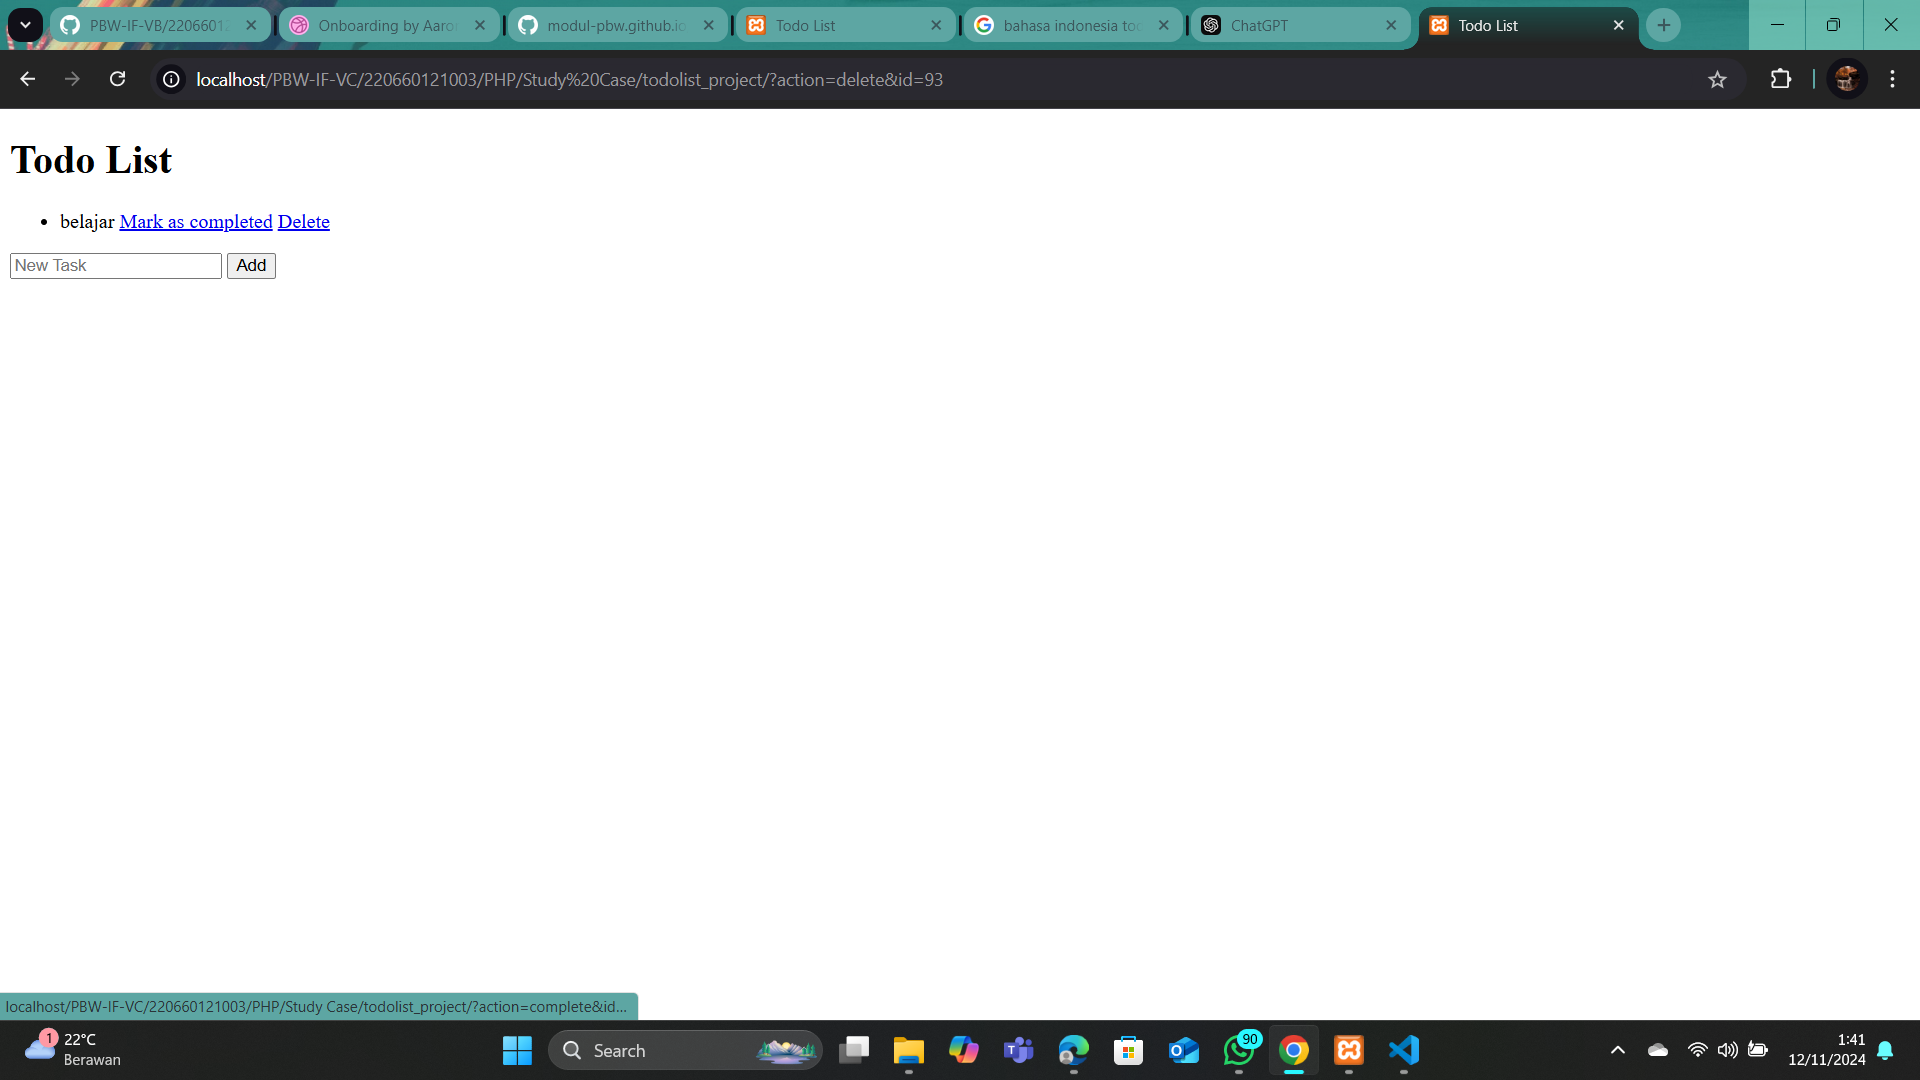 PBW-IF-VB/2206601
Onboarding by Aaron
modul-pbw.github.io
Todo List
bahasa indonesia too
ChatGPT
Todo List
localhost/PBW-IF-VC/220660121003/PHP/Study%20Case/todolist_project/?action=delete&id=93
Todo List
• belajar Mark as completed Delete
New Task Add
localhost/PBW-IF-VC/220660121003/PHP/Study Case/todolist_project/?action=complete&id...
1
22°C
Berawan
Search
90
1:41
12/11/2024